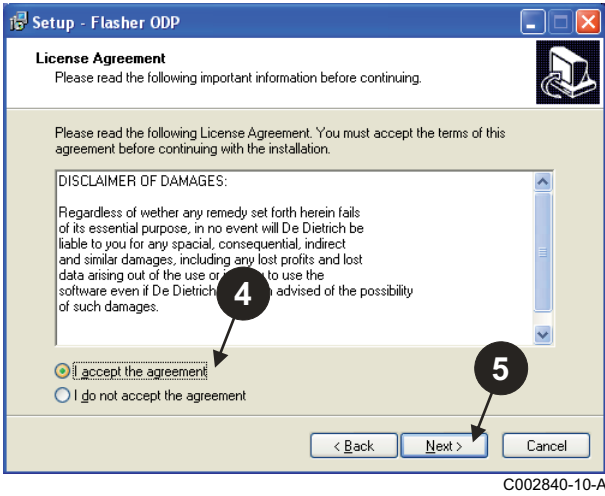 Setup - Flasher ODP
License Agreement
Please read the following important information before continuing.
Please read the following License Agreement. You must accept the terms of this
agreement before continuing with the installation.
DISCLAIMER OF DAMAGES:
Regardless of wether any remedy set forth herein fails
of its essential purpose, in no event will De Dietrich be
liable to you for any spacial, consequential, indirect
and similar damages, including any lost profits and lost
data arising out of the use or to use the
software even if De Dietrich advised of the possibility
of such damages.
4
I accept the agreement
I do not accept the agreement
5
< Back
Next >
Cancel
C002840-10-A